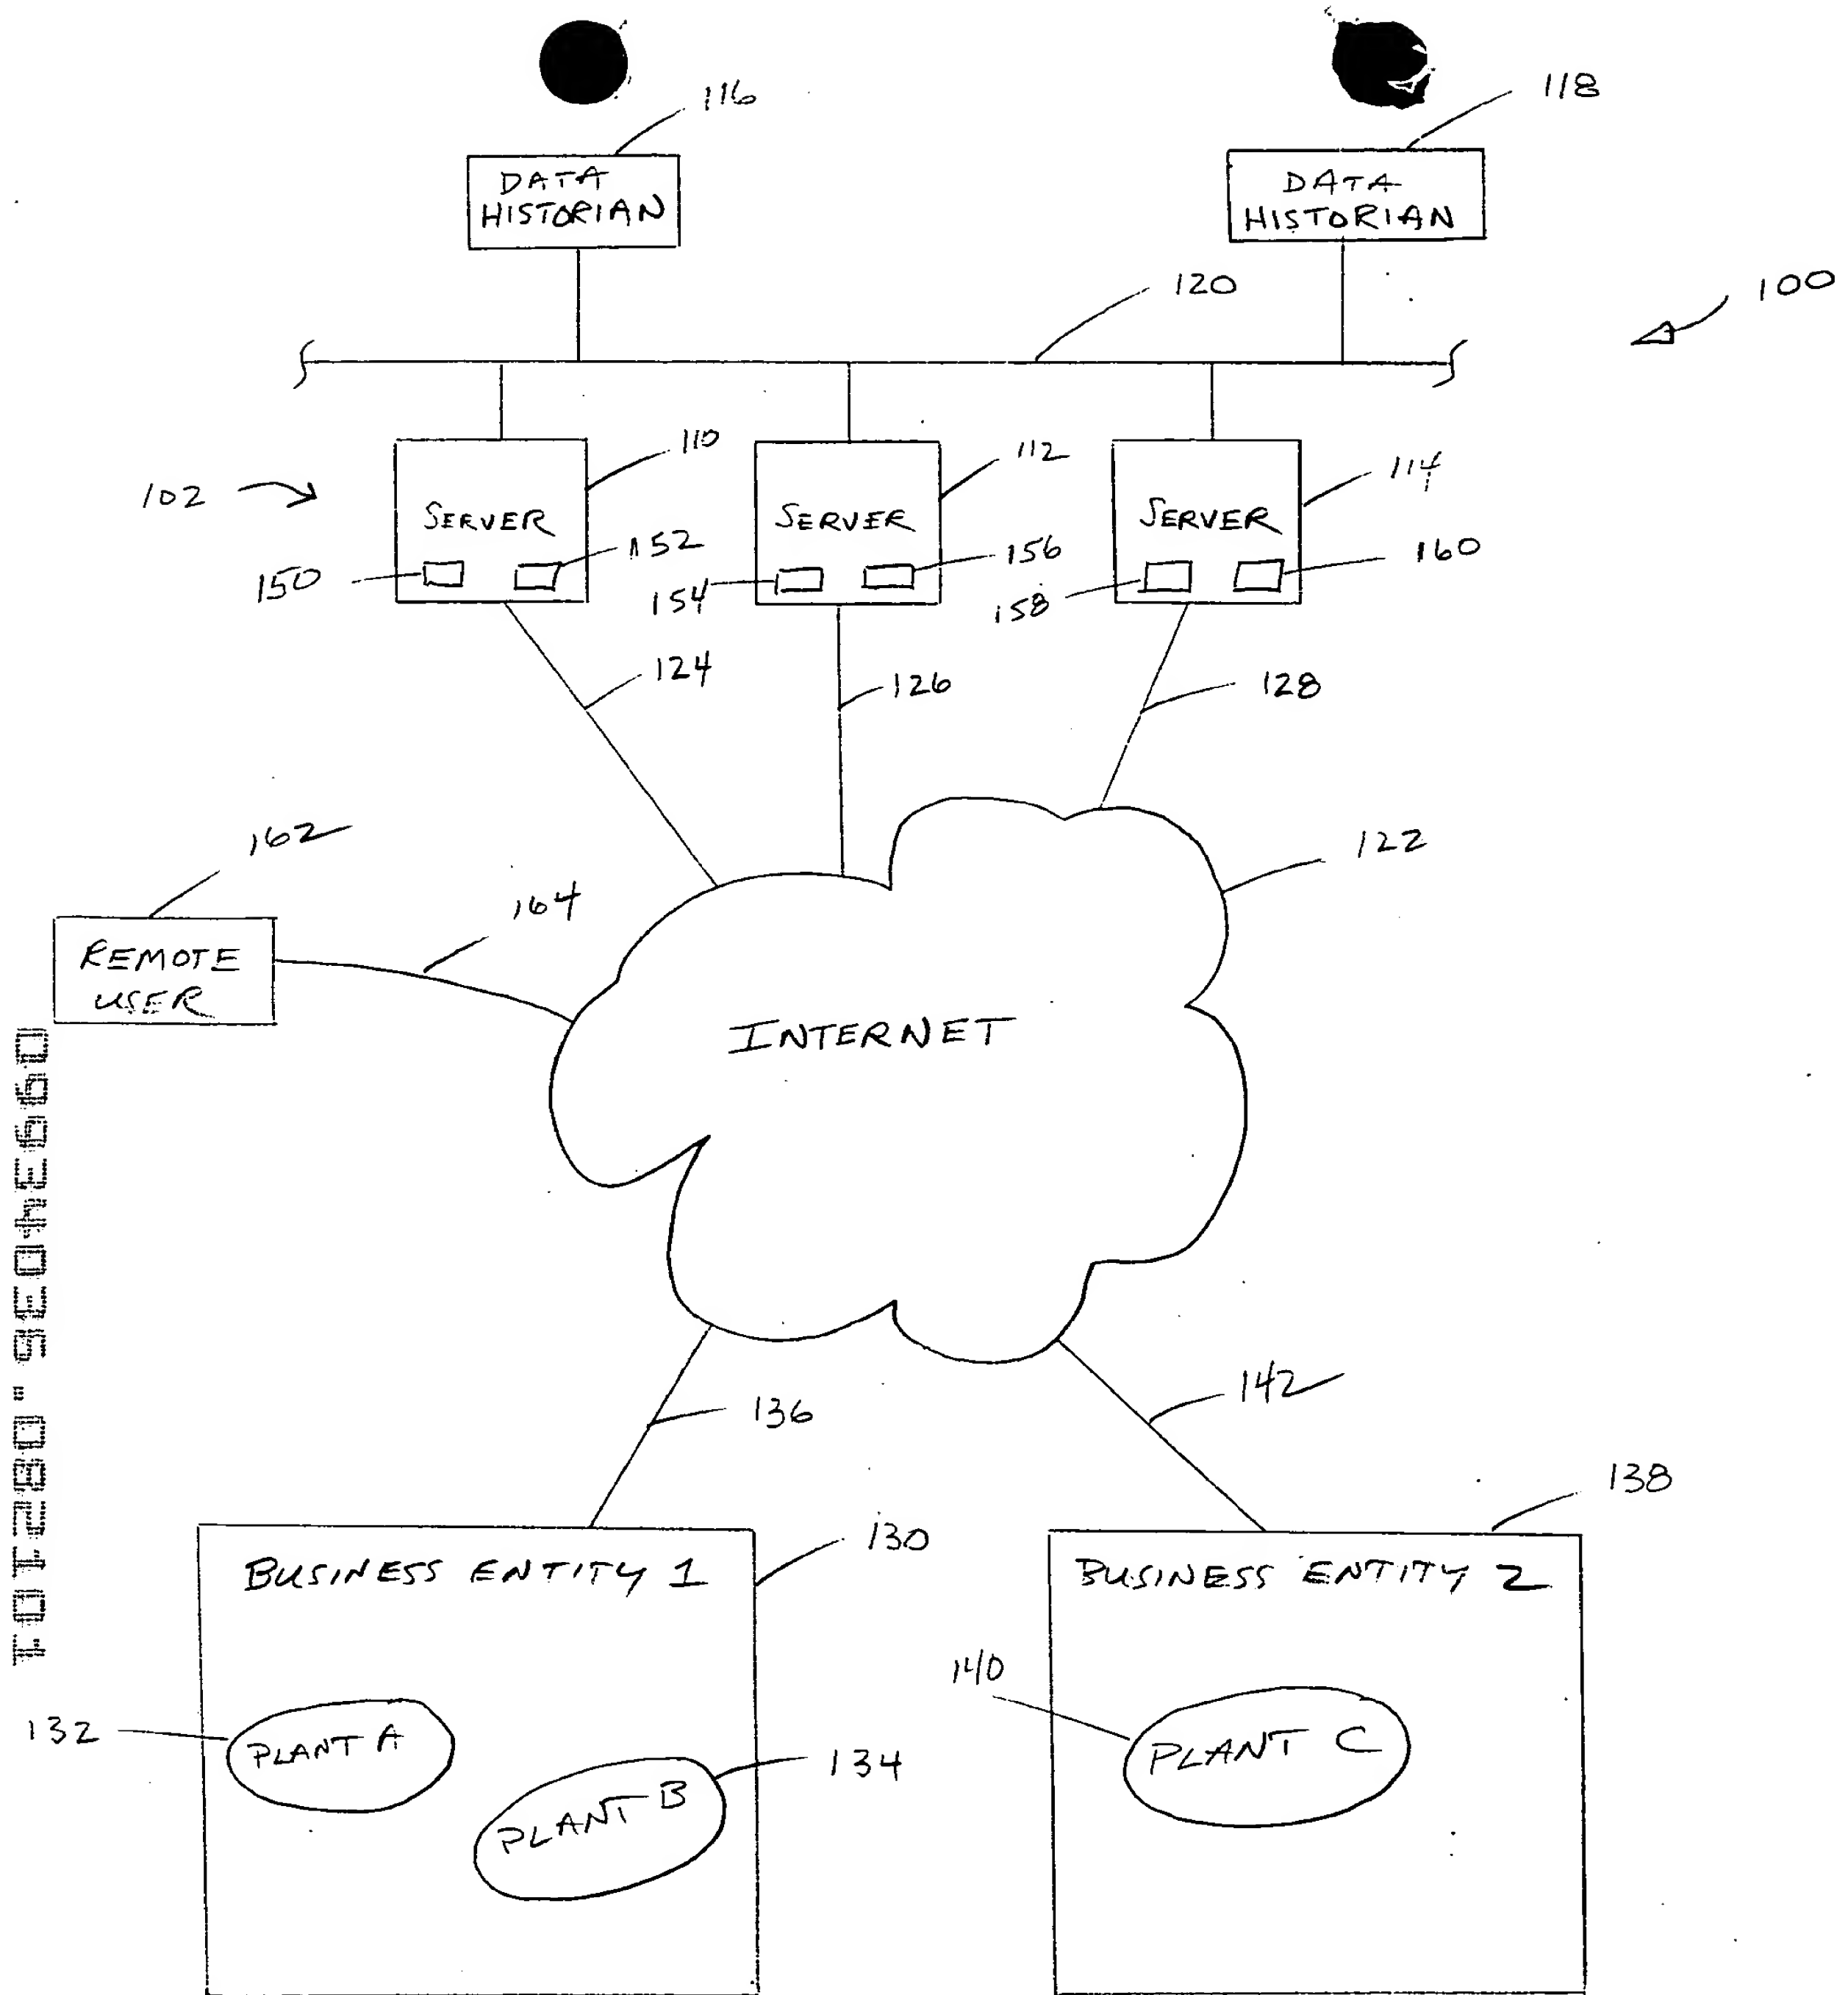 116
118
DATA
HISTORIAN
DATA
HISTORIAN
120
100
110
112
114
102
SERVER
SERVER
SERVER
150
152
154
156
158
160
124
126
128
162
164
122
REMOTE
USER
INTERNET
09943035.082101
136
142
130
138
BUSINESS ENTITY 1
BUSINESS ENTITY 2
132
PLANT A
134
PLANT B
140
PLANT C